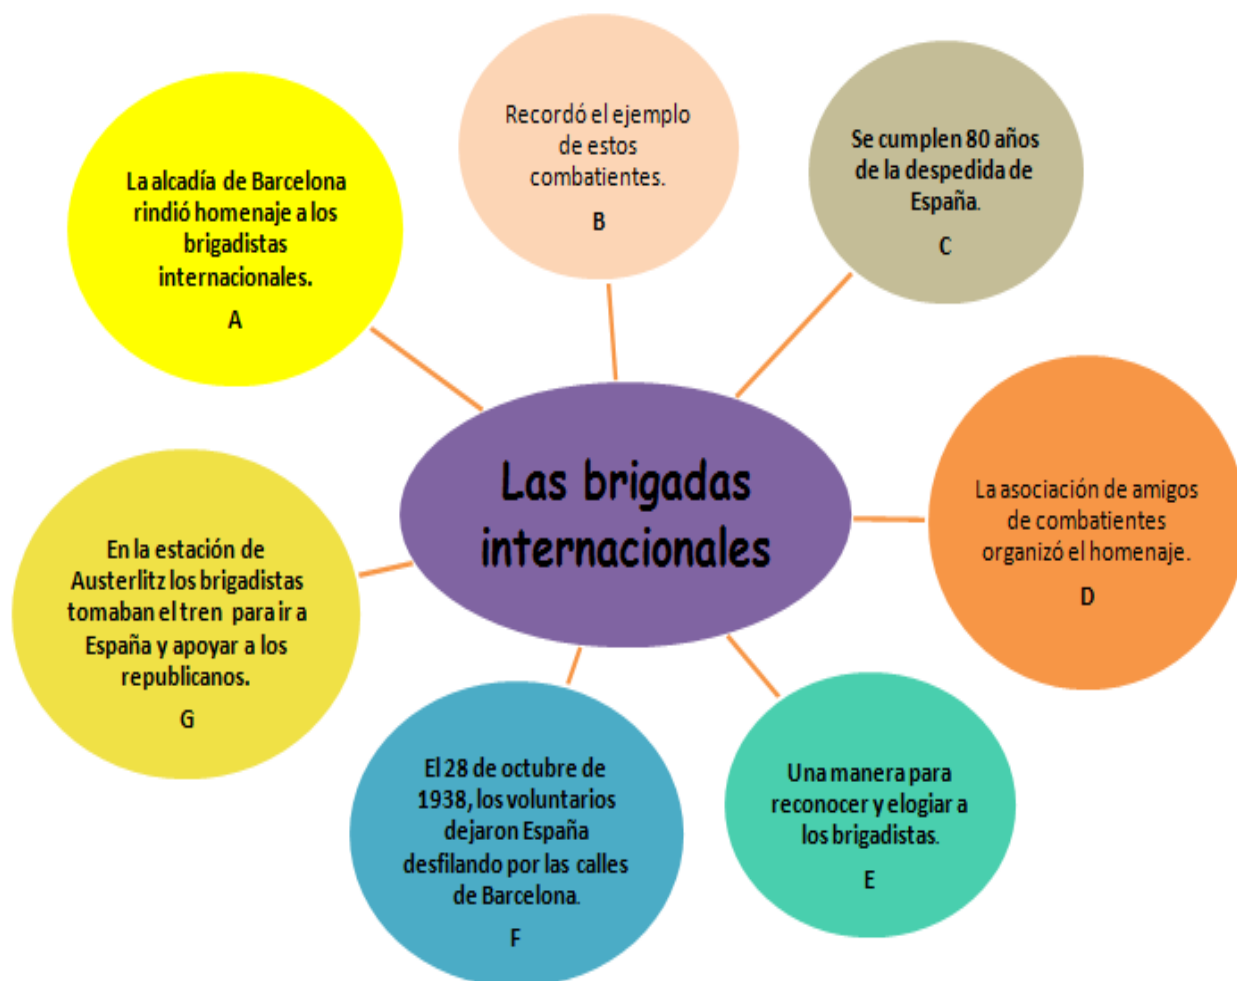 La alcadía de Barcelona
rindió homenaje a los
brigadistas
internacionales.
A
Recordó el ejemplo
de estos
combatientes.
B
Se cumplen 80 años
de la despedida de
España.
C
La asociación de amigos
de combatientes
organizó el homenaje.
D
Una manera para
reconocer y elogiar a
los brigadistas.
E
El 28 de octubre de
1938, los voluntarios
dejaron España
desfilando por las calles
de Barcelona.
F
En la estación de
Austerlitz los brigadistas
tomaban el tren para ir a
España y apoyar a los
republicanos.
G
Las brigadas
internacionales